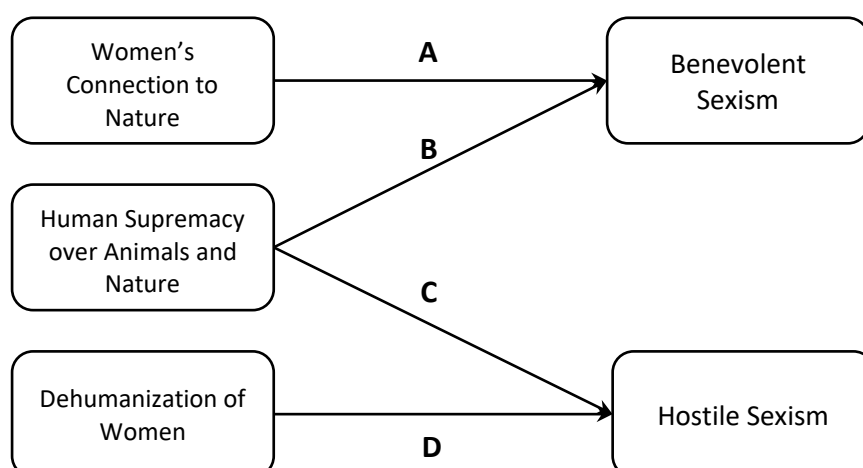 Women’s
Connection to
Nature
A
Benevolent
Sexism
B
Human Supremacy
over Animals and
Nature
C
Dehumanization of
Women
D
Hostile Sexism